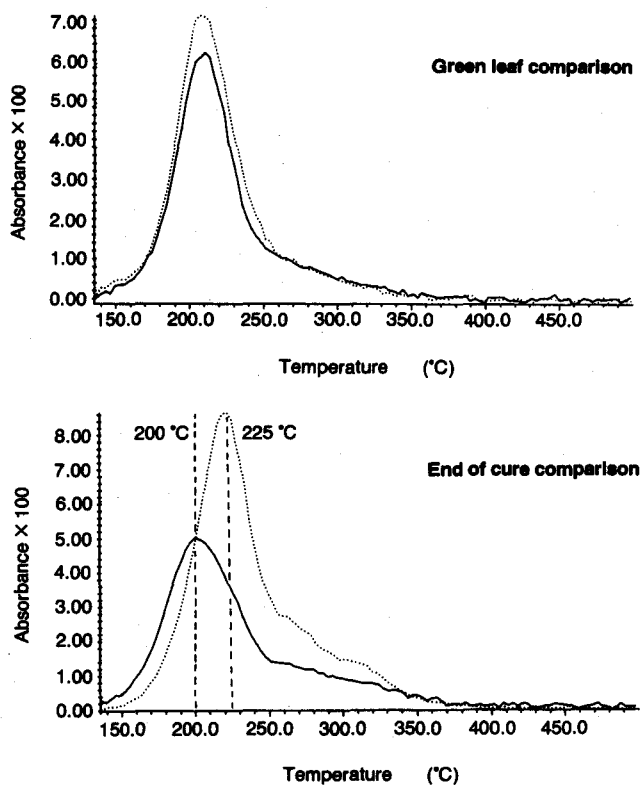 7.00
6.00
5.00
4.00
3.00
2.00
1.00
0.00
Absorbance × 100
Green leaf comparison
150.0 200.0 250.0 300.0 350.0 400.0 450.0
Temperature (°C)
8.00
7.00
6.00
5.00
4.00
3.00
2.00
1.00
0.00
Absorbance × 100
200 °C
225 °C
End of cure comparison
150.0 200.0 250.0 300.0 350.0 400.0 450.0
Temperature (°C)